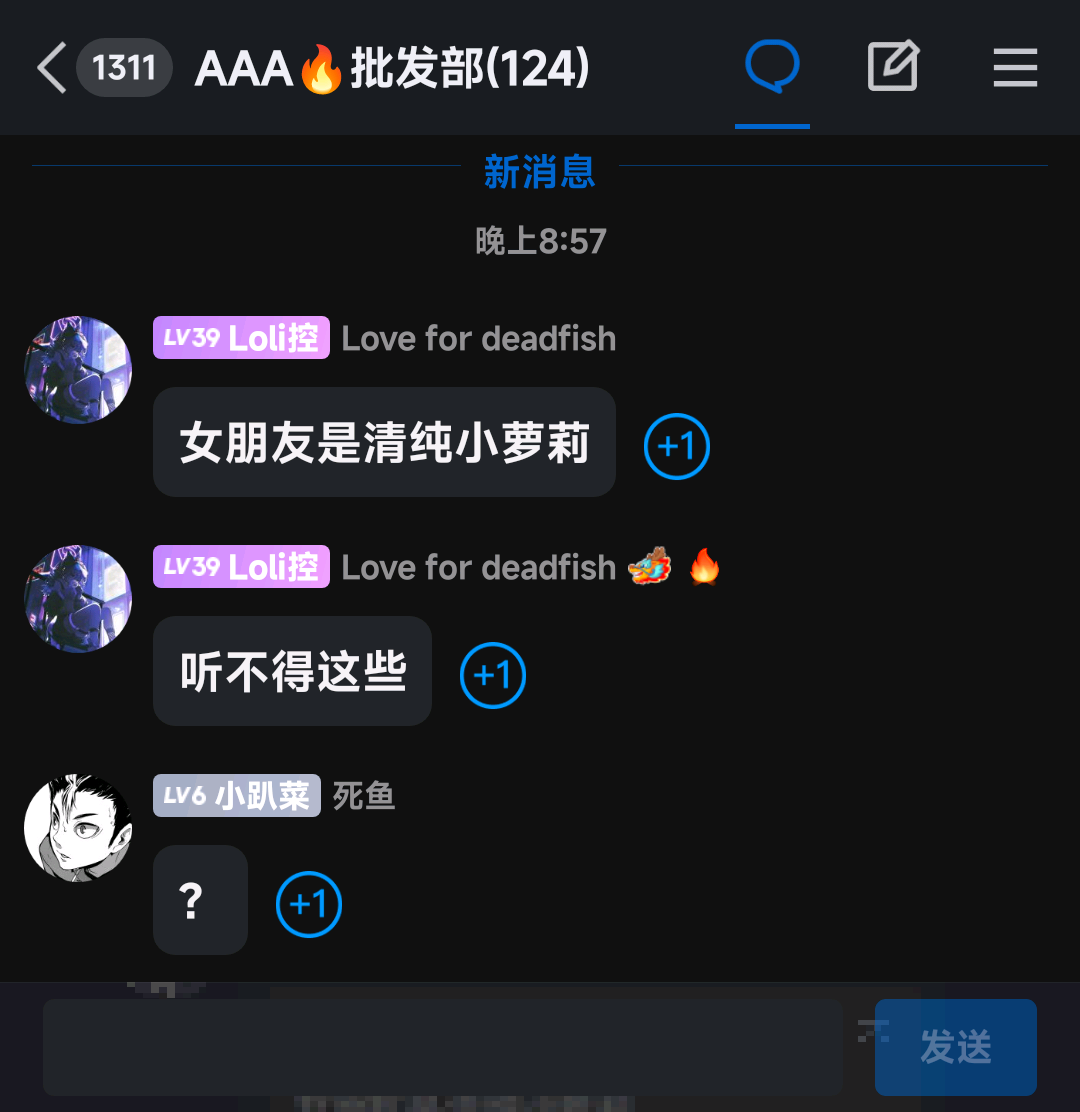 1311 AAA🔥批发部(124)
新消息
晚上8:57
LV39 Loli控 Love for deadfish
女朋友是清纯小萝莉
+1
LV39 Loli控 Love for deadfish 🐲 🔥
听不得这些
+1
LV6 小趴菜 死鱼
?
+1
发送